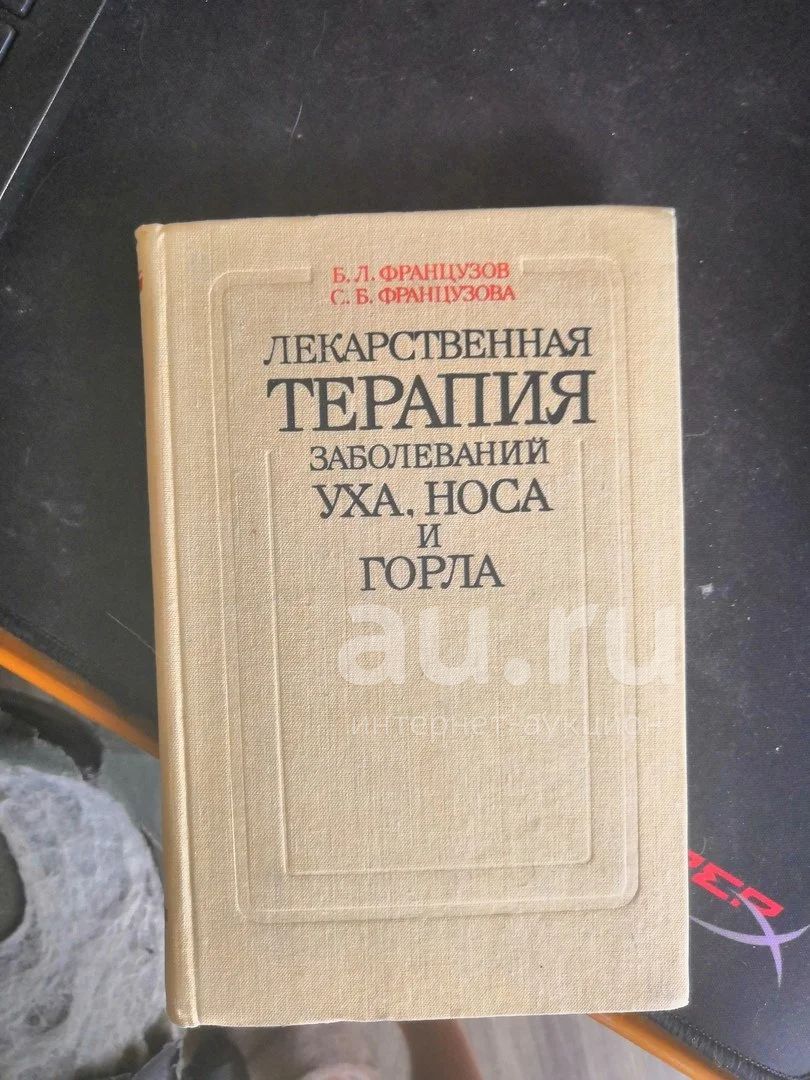 Б. Л. ФРАНЦУЗОВ
С. Б. ФРАНЦУЗОВА
ЛЕКАРСТВЕННАЯ
ТЕРАПИЯ
ЗАБОЛЕВАНИЙ
УХА, НОСА
И
ГОРЛА
au.ru
интернет-аукцион